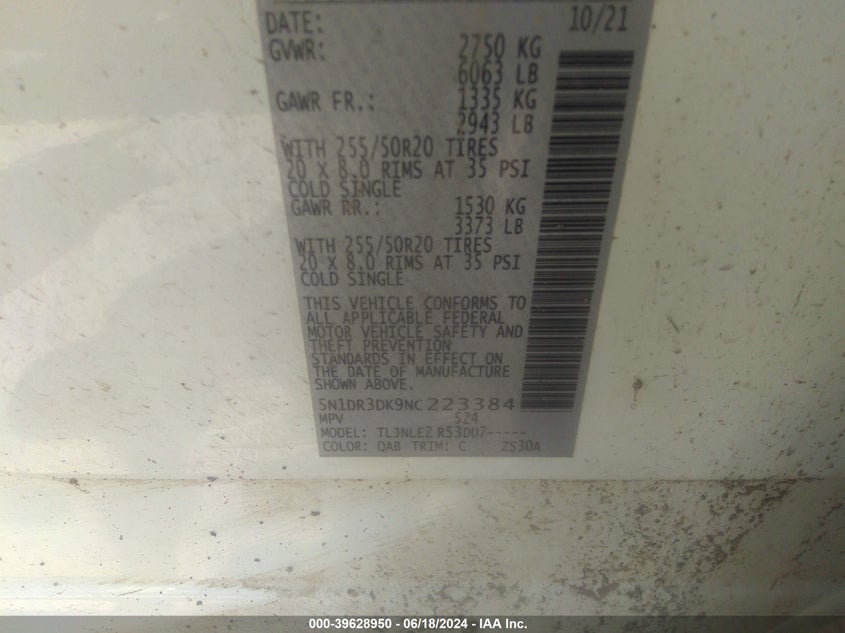 DATE: 10/21
GVWR: 2750 KG
6063 LB
GAWR FR.: 1335 KG
2943 LB
WITH 255/50R20 TIRES
20 X 8.0 RIMS AT 35 PSI
COLD SINGLE
GAWR RR.: 1530 KG
3373 LB
WITH 255/50R20 TIRES
20 X 8.0 RIMS AT 35 PSI
COLD SINGLE
THIS VEHICLE CONFORMS TO
ALL APPLICABLE FEDERAL
MOTOR VEHICLE SAFETY AND
THEFT PREVENTION
STANDARDS IN EFFECT ON
THE DATE OF MANUFACTURE
SHOWN ABOVE.
5N1DR3DK9NC223384
MPV 524
MODEL: TLJNLE2 R53DU7-----
COLOR: QAB TRIM: C ZS30A
000-39628950 - 06/18/2024 - IAA Inc.